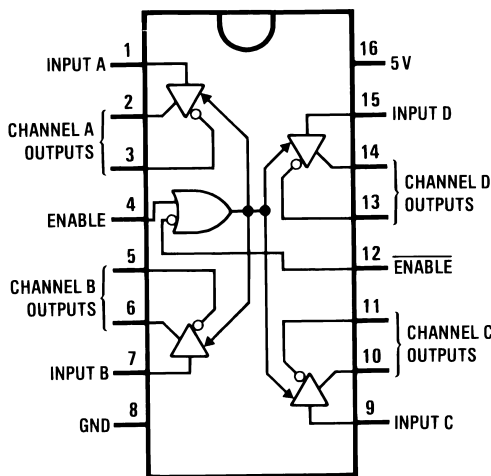 1
INPUT A
2
CHANNEL A
OUTPUTS
3
4
ENABLE
5
CHANNEL B
OUTPUTS
6
7
INPUT B
8
GND
16
5V
15
INPUT D
14
CHANNEL D
OUTPUTS
13
12
ENABLE
11
CHANNEL C
OUTPUTS
10
9
INPUT C